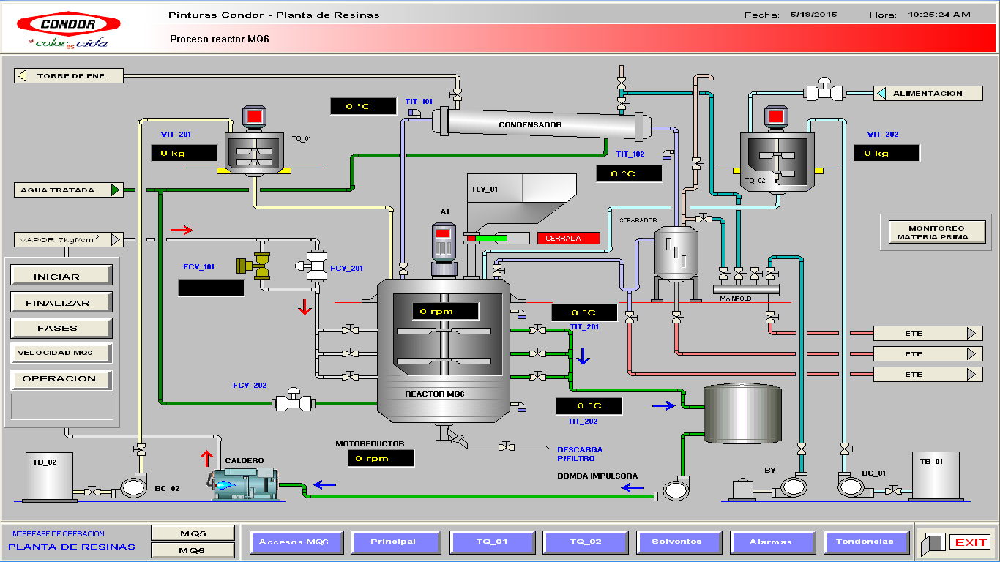 Pinturas Condor - Planta de Resinas
Fecha: 5/19/2015 Hora: 10:25:24 AM
CONDOR
el color es vida
Proceso reactor MQ6
TORRE DE ENF.
ALIMENTACION
TIT_101
0 °C
CONDENSADOR
WIT_201
0 kg
TQ_01
TIT_102
0 °C
WIT_202
0 kg
TQ_02
AGUA TRATADA
TLV_01
A1
SEPARADOR
CERRADA
MONITOREO
MATERIA PRIMA
VAPOR 7kgf/cm²
FCV_101
FCV_201
INICIAR
FINALIZAR
FASES
VELOCIDAD MQ6
OPERACION
MAINFOLD
0 rpm
0 °C
TIT_201
ETE
ETE
ETE
FCV_202
REACTOR MQ6
0 °C
TIT_202
MOTOREDUCTOR
0 rpm
DESCARGA
P/FILTRO
BOMBA IMPULSORA
TB_02
BC_02
CALDERO
BV
BC_01
TB_01
INTERFASE DE OPERACION
PLANTA DE RESINAS
MQ5
MQ6
Accesos MQ6
Principal
TQ_01
TQ_02
Solventes
Alarmas
Tendencias
EXIT